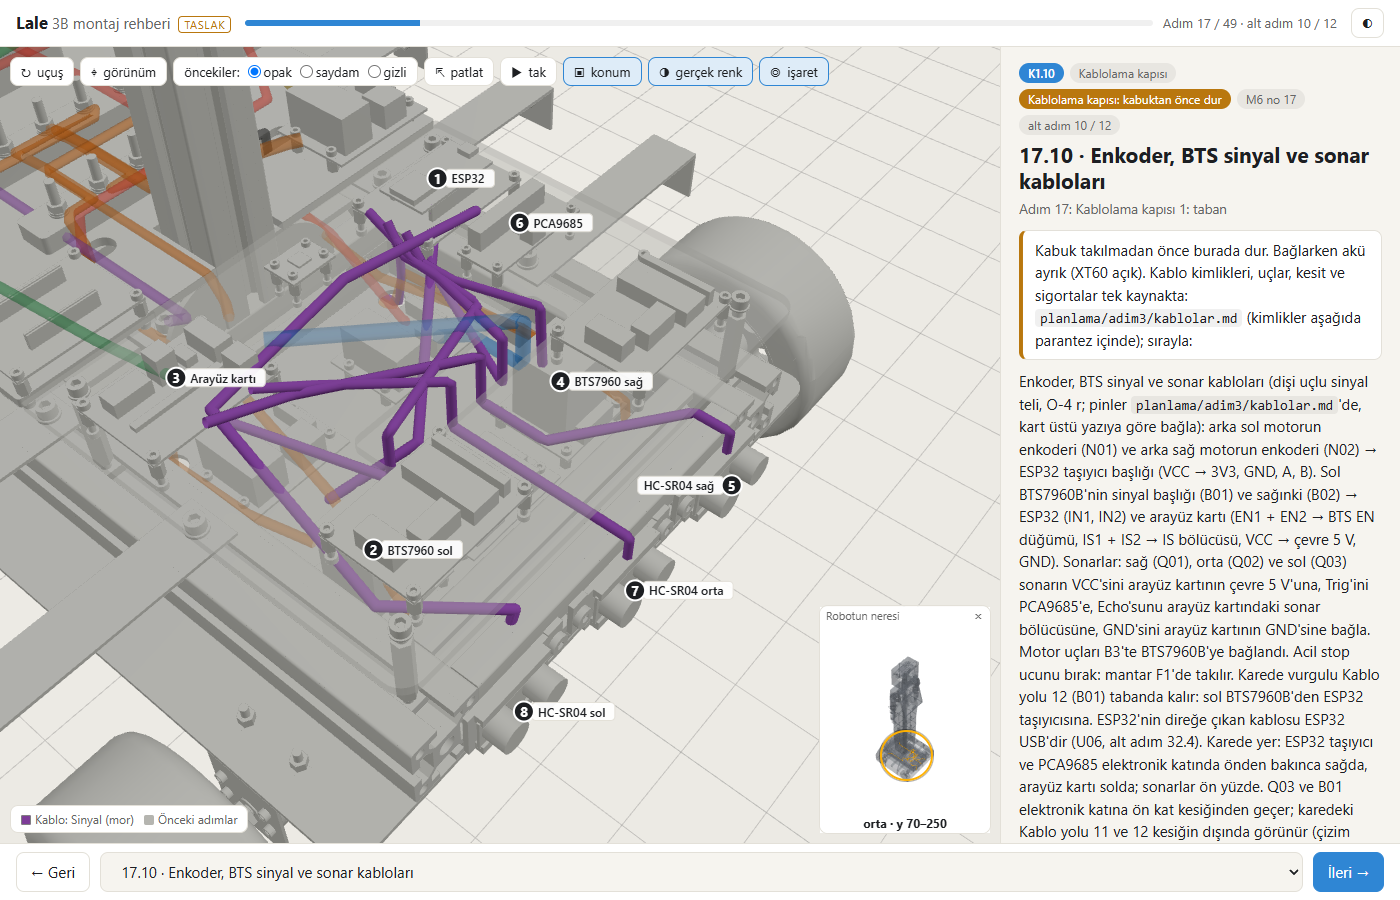 Lale 3B montaj rehberi TASLAK
Adım 17 / 49 · alt adım 10 / 12
↻ uçuş
⌖ görünüm
öncekiler: opak saydam gizli
⇱ patlat
▶ tak
▣ konum
◑ gerçek renk
◎ işaret
1 ESP32
6 PCA9685
3 Arayüz kartı
4 BTS7960 sağ
HC-SR04 sağ 5
2 BTS7960 sol
7 HC-SR04 orta
8 HC-SR04 sol
Robotun neresi ×
orta · y 70–250
Kablo: Sinyal (mor) Önceki adımlar
K1.10 Kablolama kapısı
Kablolama kapısı: kabuktan önce dur M6 no 17
alt adım 10 / 12
17.10 · Enkoder, BTS sinyal ve sonar
kabloları
Adım 17: Kablolama kapısı 1: taban
Kabuk takılmadan önce burada dur. Bağlarken akü
ayrık (XT60 açık). Kablo kimlikleri, uçlar, kesit ve
sigortalar tek kaynakta:
planlama/adim3/kablolar.md (kimlikler aşağıda
parantez içinde); sırayla:
Enkoder, BTS sinyal ve sonar kabloları (dişi uçlu sinyal
teli, O-4 r; pinler planlama/adim3/kablolar.md 'de,
kart üstü yazıya göre bağla): arka sol motorun
enkoderi (N01) ve arka sağ motorun enkoderi (N02) →
ESP32 taşıyıcı başlığı (VCC → 3V3, GND, A, B). Sol
BTS7960B'nin sinyal başlığı (B01) ve sağınki (B02) →
ESP32 (IN1, IN2) ve arayüz kartı (EN1 + EN2 → BTS EN
düğümü, IS1 + IS2 → IS bölücüsü, VCC → çevre 5 V,
GND). Sonarlar: sağ (Q01), orta (Q02) ve sol (Q03)
sonarın VCC'sini arayüz kartının çevre 5 V'una, Trig'ini
PCA9685'e, Echo'sunu arayüz kartındaki sonar
bölücüsüne, GND'sini arayüz kartının GND'sine bağla.
Motor uçları B3'te BTS7960B'ye bağlandı. Acil stop
ucunu bırak: mantar F1'de takılır. Karede vurgulu Kablo
yolu 12 (B01) tabanda kalır: sol BTS7960B'den ESP32
taşıyıcısına. ESP32'nin direğe çıkan kablosu ESP32
USB'dir (U06, alt adım 32.4). Karede yer: ESP32 taşıyıcı
ve PCA9685 elektronik katında önden bakınca sağda,
arayüz kartı solda; sonarlar ön yüzde. Q03 ve B01
elektronik katına ön kat kesiğinden geçer; karedeki
Kablo yolu 11 ve 12 kesiğin dışında görünür (çizim
← Geri
17.10 · Enkoder, BTS sinyal ve sonar kabloları
İleri →